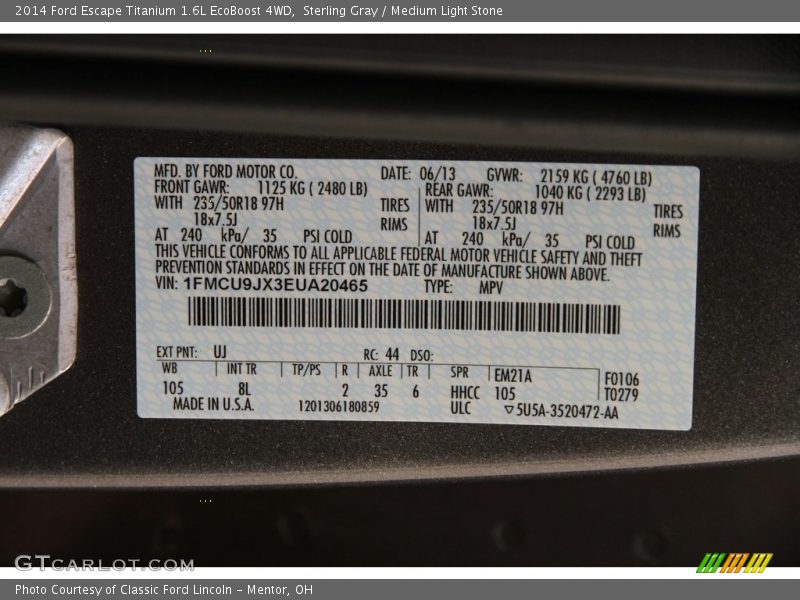 2014 Ford Escape Titanium 1.6L EcoBoost 4WD, Sterling Gray / Medium Light Stone
MFD. BY FORD MOTOR CO. DATE: 06/13 GVWR: 2159 KG ( 4760 LB)
FRONT GAWR: 1125 KG ( 2480 LB) REAR GAWR: 1040 KG ( 2293 LB)
WITH 235/50R18 97H TIRES WITH 235/50R18 97H TIRES
18x7.5J RIMS 18x7.5J RIMS
AT 240 kPa/ 35 PSI COLD AT 240 kPa/ 35 PSI COLD
THIS VEHICLE CONFORMS TO ALL APPLICABLE FEDERAL MOTOR VEHICLE SAFETY AND THEFT
PREVENTION STANDARDS IN EFFECT ON THE DATE OF MANUFACTURE SHOWN ABOVE.
VIN: 1FMCU9JX3EUA20465 TYPE: MPV
EXT PNT: UJ RC: 44 DSO:
WB INT TR TP/PS R AXLE TR SPR EM21A F0106
105 8L 2 35 6 HHCC 105 T0279
MADE IN U.S.A. 1201306180859 ULC ▽5U5A-3520472-AA
GTCARLOT.COM
Photo Courtesy of Classic Ford Lincoln - Mentor, OH